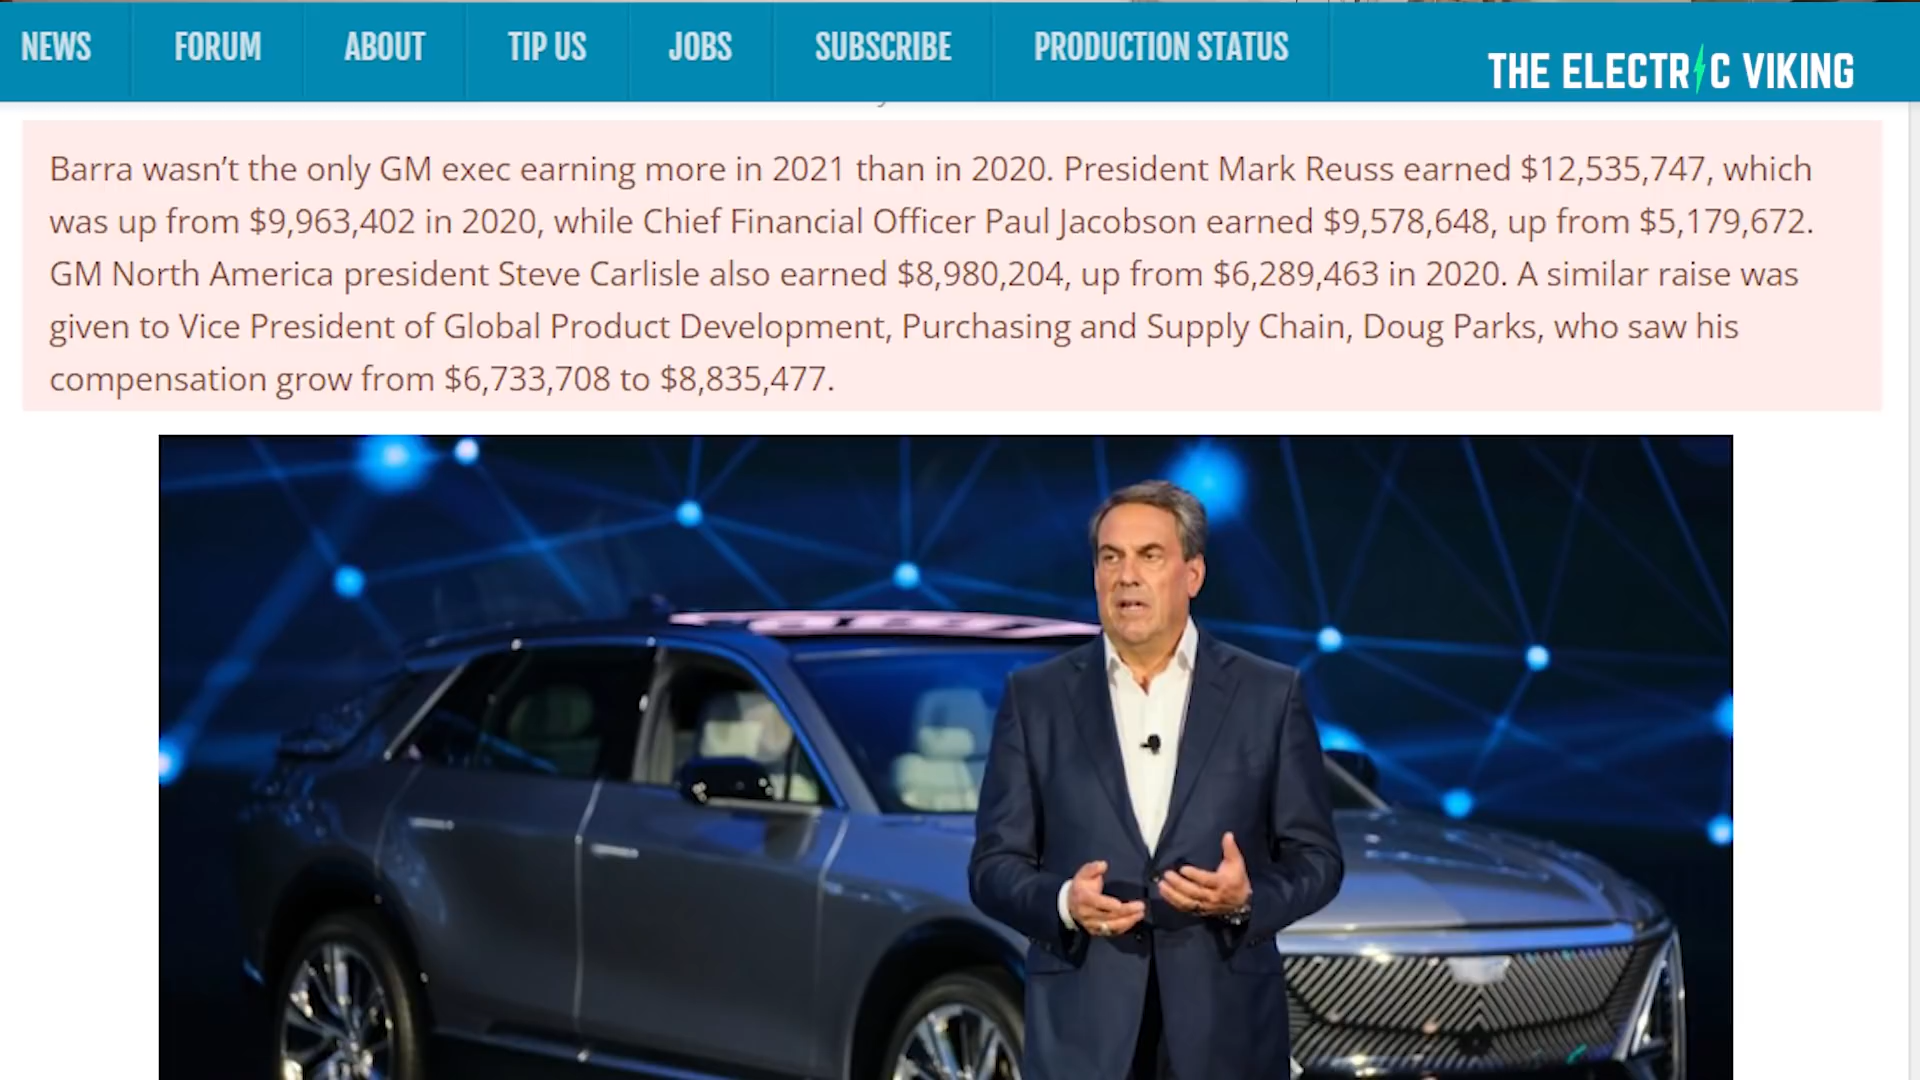 NEWS
FORUM
ABOUT
TIP US
JOBS
SUBSCRIBE
PRODUCTION STATUS
THE ELECTRIC VIKING
Barra wasn’t the only GM exec earning more in 2021 than in 2020. President Mark Reuss earned $12,535,747, which
was up from $9,963,402 in 2020, while Chief Financial Officer Paul Jacobson earned $9,578,648, up from $5,179,672.
GM North America president Steve Carlisle also earned $8,980,204, up from $6,289,463 in 2020. A similar raise was
given to Vice President of Global Product Development, Purchasing and Supply Chain, Doug Parks, who saw his
compensation grow from $6,733,708 to $8,835,477.